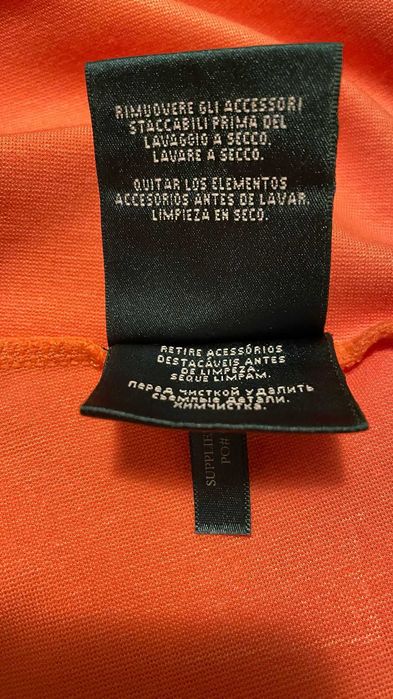 RIMUOVERE GLI ACCESSORI
STACCABILI PRIMA DEL
LAVAGGIO A SECCO.
LAVARE A SECCO.
QUITAR LOS ELEMENTOS
ACCESORIOS ANTES DE LAVAR.
LIMPIEZA EN SECO.
RETIRE ACESSÓRIOS
DESTACÁVEIS ANTES
DE LIMPEZA.
SEQUE LIMPAM.
перед чисткой удалить
съемные детали.
химчистка.
SUPPLIE
PO#